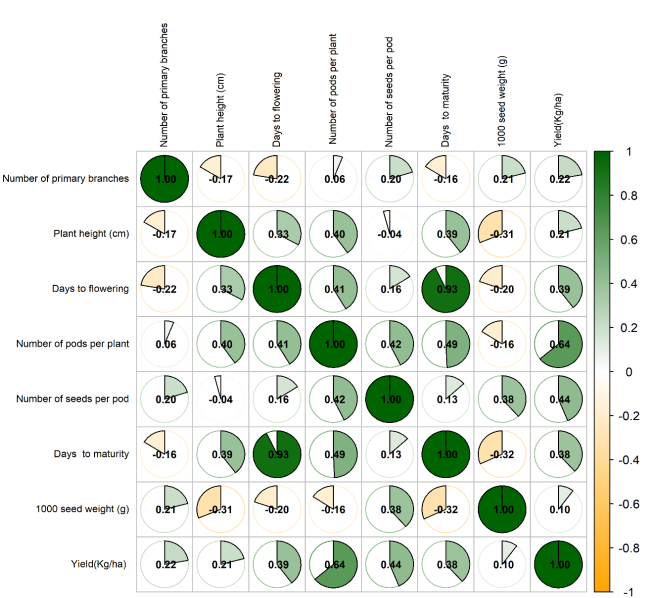 Number of primary branches
Plant height (cm)
Days to flowering
Number of pods per plant
Number of seeds per pod
Days to maturity
1000 seed weight (g)
Yield(Kg/ha)
Number of primary branches 1.00 -0.17 -0.22 0.06 0.20 -0.16 0.21 0.22
Plant height (cm) -0.17 1.00 0.33 0.40 -0.04 0.39 -0.31 0.21
Days to flowering -0.22 0.33 1.00 0.41 0.16 0.93 -0.20 0.39
Number of pods per plant 0.06 0.40 0.41 1.00 0.42 0.49 -0.16 0.64
Number of seeds per pod 0.20 -0.04 0.16 0.42 1.00 0.13 0.38 0.44
Days to maturity -0.16 0.39 0.93 0.49 0.13 1.00 -0.32 0.38
1000 seed weight (g) 0.21 -0.31 -0.20 -0.16 0.38 -0.32 1.00 0.10
Yield(Kg/ha) 0.22 0.21 0.39 0.64 0.44 0.38 0.10 1.00
1
0.8
0.6
0.4
0.2
0
-0.2
-0.4
-0.6
-0.8
-1